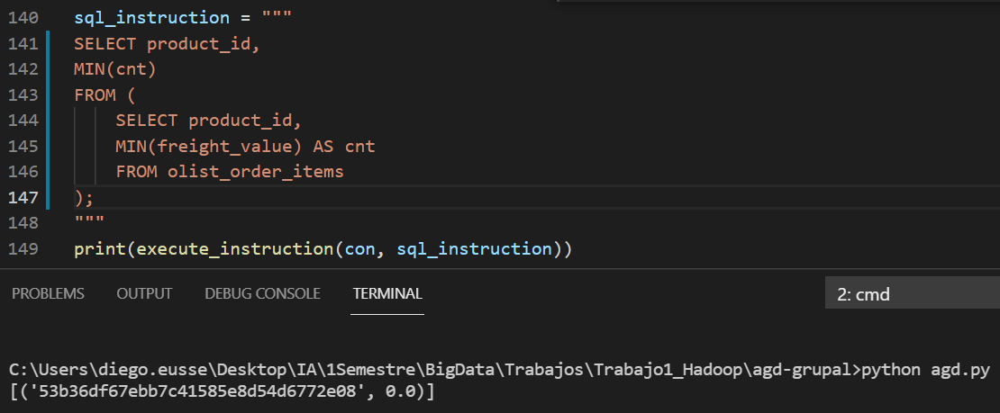 140 sql_instruction = """
141 SELECT product_id,
142 MIN(cnt)
143 FROM (
144     SELECT product_id,
145     MIN(freight_value) AS cnt
146     FROM olist_order_items
147 );
148 """
149 print(execute_instruction(con, sql_instruction))
PROBLEMS OUTPUT DEBUG CONSOLE TERMINAL 2: cmd
C:\Users\diego.eusse\Desktop\IA\1Semestre\BigData\Trabajos\Trabajo1_Hadoop\agd-grupal>python agd.py
[('53b36df67ebb7c41585e8d54d6772e08', 0.0)]